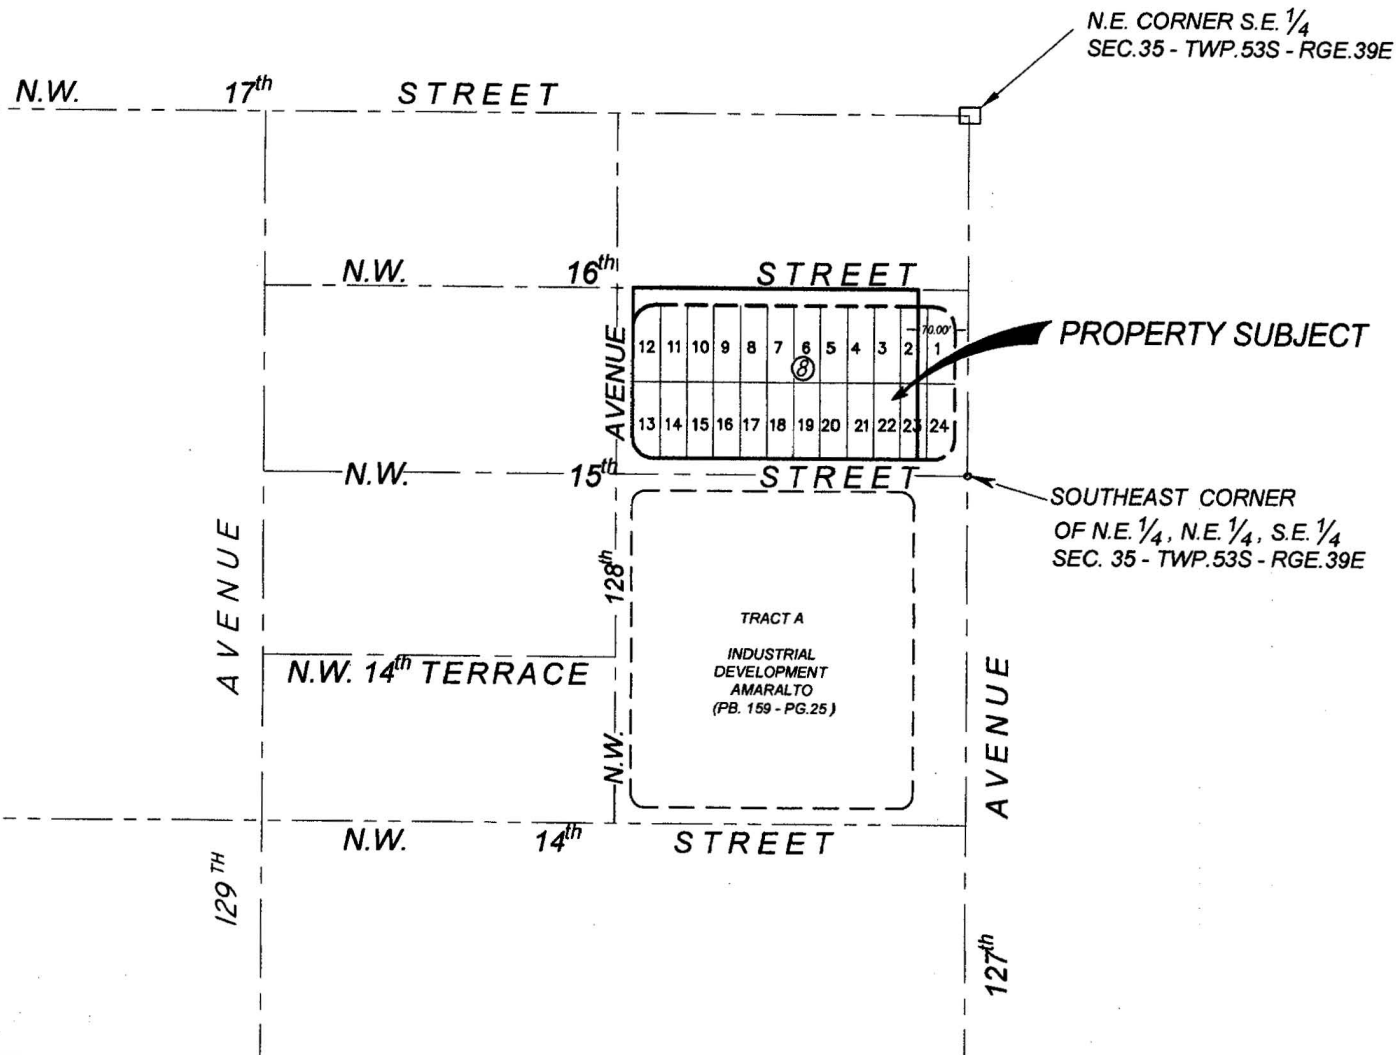 N.E. CORNER S.E. 1/4
SEC.35 - TWP.53S - RGE.39E
N.W. 17th STREET
N.W. 16th STREET
PROPERTY SUBJECT
70.00'
12 11 10 9 8 7 6 5 4 3 2 1
8
13 14 15 16 17 18 19 20 21 22 23 24
AVENUE
N.W. 15th STREET
SOUTHEAST CORNER
OF N.E. 1/4, N.E. 1/4, S.E. 1/4
SEC. 35 - TWP.53S - RGE.39E
N.W. 128th
TRACT A
INDUSTRIAL
DEVELOPMENT
AMARALTO
(PB. 159 - PG.25)
N.W. 14th TERRACE
N.W. 14th STREET
129TH AVENUE
127th AVENUE